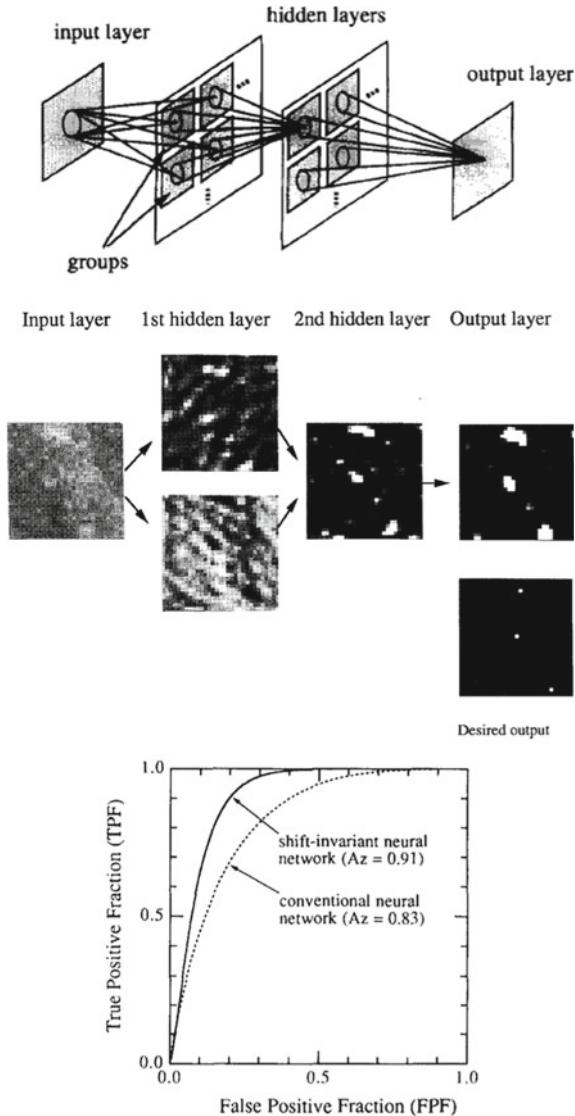 input layer
hidden layers
output layer
groups
Input layer
1st hidden layer
2nd hidden layer
Output layer
Desired output
True Positive Fraction (TPF)
1.0
0.5
0.0
shift-invariant neural
network (Az = 0.91)
conventional neural
network (Az = 0.83)
0.0
0.5
1.0
False Positive Fraction (FPF)